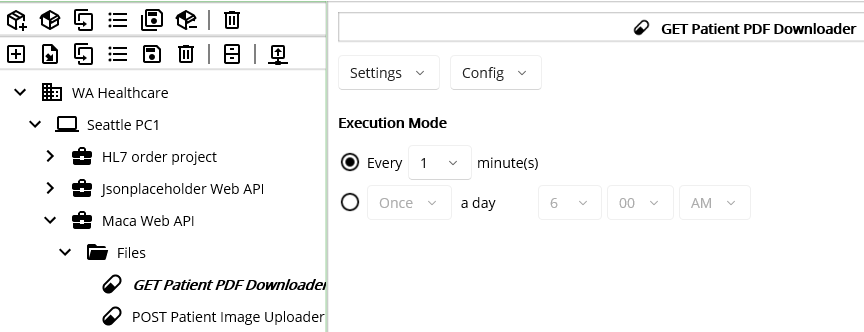 GET Patient PDF Downloader
Settings Config
WA Healthcare
Seattle PC1
HL7 order project
Jsonplaceholder Web API
Maca Web API
Files
GET Patient PDF Downloader
POST Patient Image Uploader
Execution Mode
Every 1 minute(s)
Once a day 6 00 AM